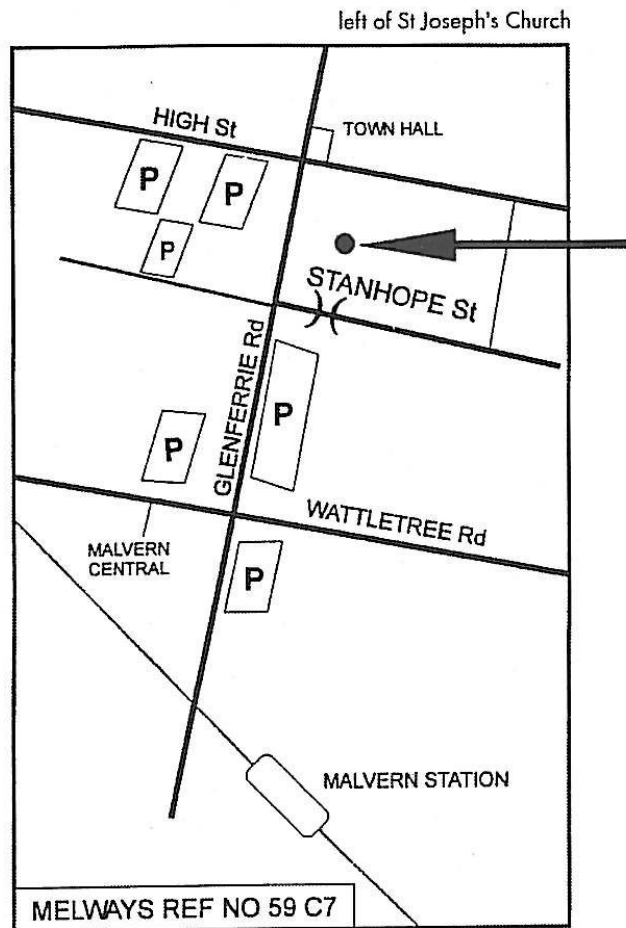 left of St Joseph's Church
HIGH St
TOWN HALL
P
P
P
STANHOPE St
GLENFERRIE Rd
P
P
WATTLETREE Rd
MALVERN
CENTRAL
P
MALVERN STATION
MELWAYS REF NO 59 C7